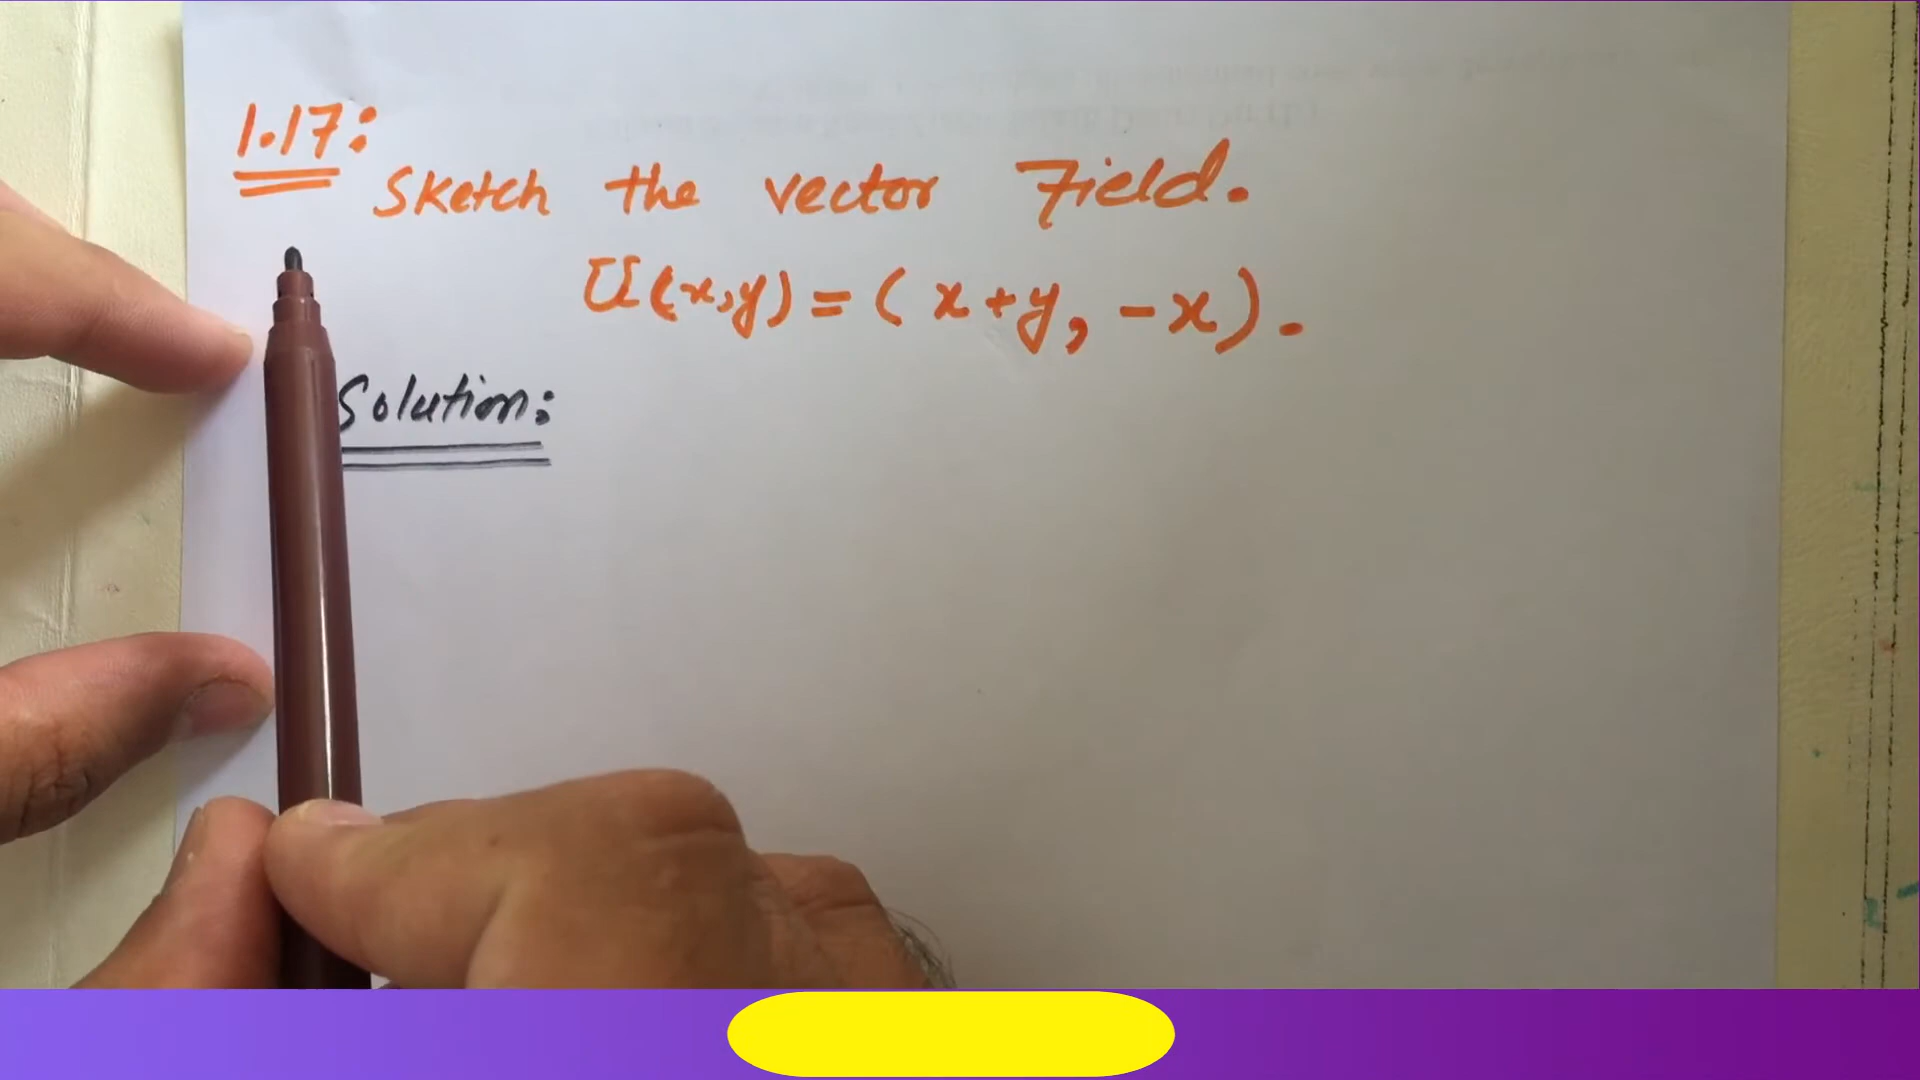 1.17:
Sketch the vector Field.
U(x,y) = (x+y, -x).
Solution: